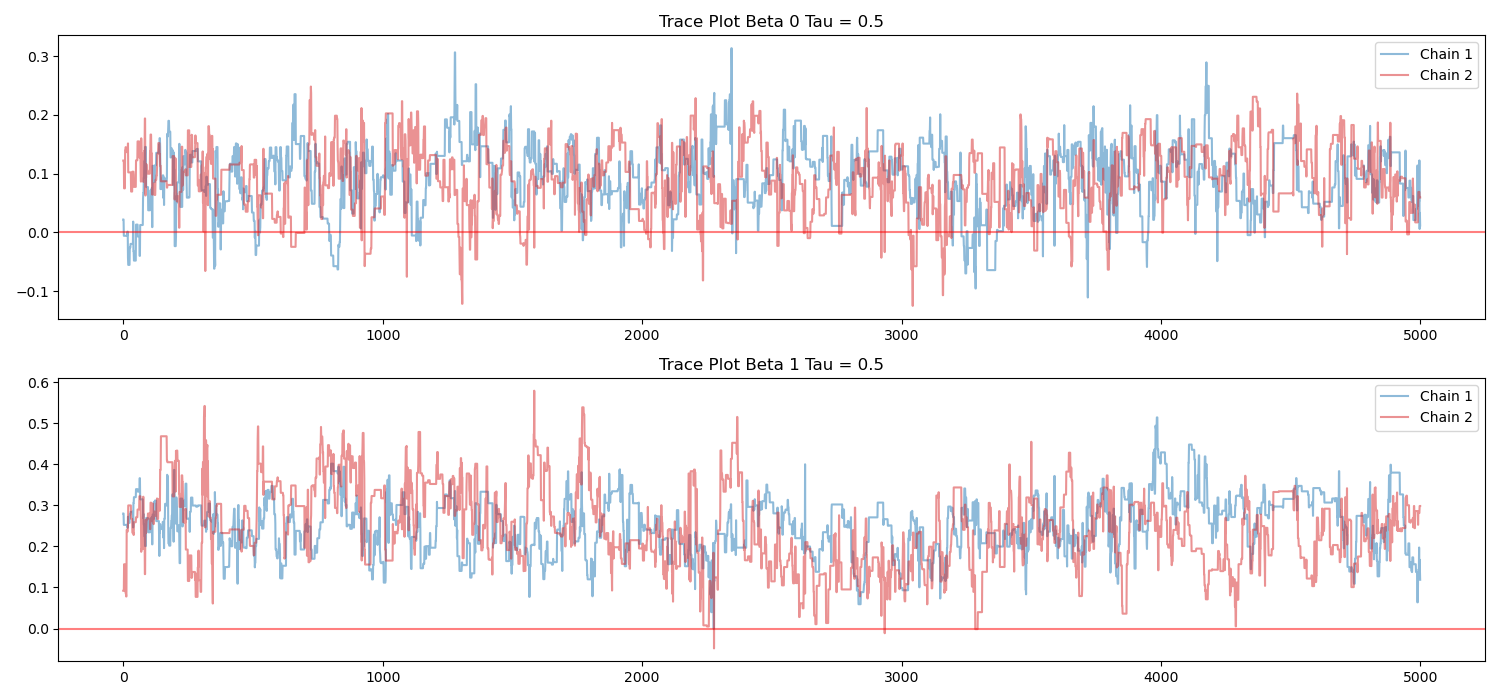 Trace Plot Beta 0 Tau = 0.5
0.3
0.2
0.1
0.0
−0.1
Chain 1
Chain 2
0 1000 2000 3000 4000 5000
Trace Plot Beta 1 Tau = 0.5
0.6
0.5
0.4
0.3
0.2
0.1
0.0
Chain 1
Chain 2
0 1000 2000 3000 4000 5000